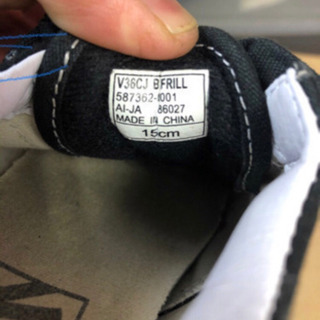 V36CJ BFRILL
587362-0001
AI-JA 86027
MADE IN CHINA
15cm